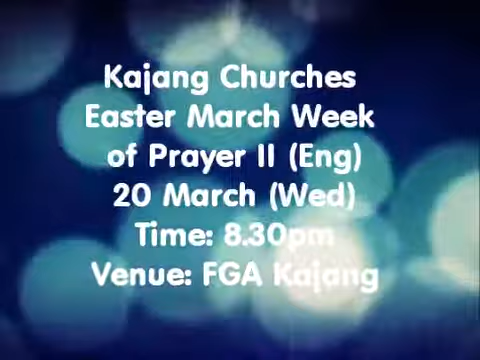 Kajang Churches
Easter March Week
of Prayer II (Eng)
20 March (Wed)
Time: 8.30pm
Venue: FGA Kajang